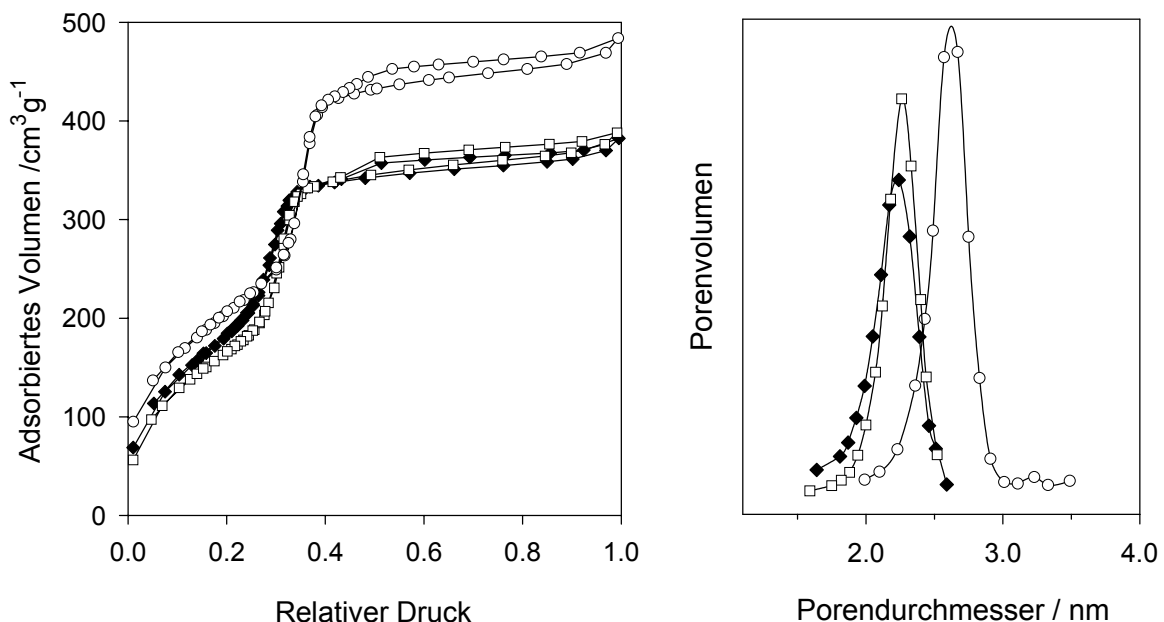 500
400
300
200
100
0
Adsorbiertes Volumen /cm³g⁻¹
0.0 0.2 0.4 0.6 0.8 1.0
Relativer Druck
Porenvolumen
2.0 3.0 4.0
Porendurchmesser / nm